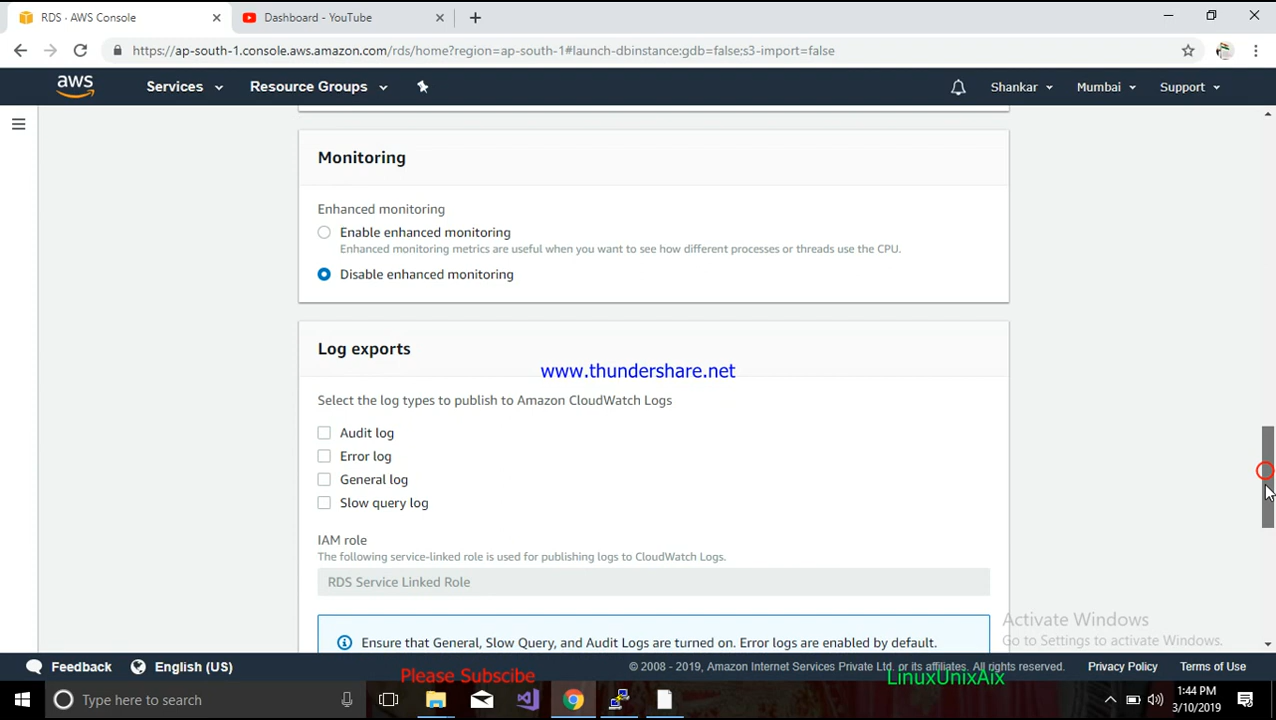 RDS · AWS Console
Dashboard - YouTube
https://ap-south-1.console.aws.amazon.com/rds/home?region=ap-south-1#launch-dbinstance:gdb=false;s3-import=false
aws
Services
Resource Groups
Shankar
Mumbai
Support
Monitoring
Enhanced monitoring
Enable enhanced monitoring
Enhanced monitoring metrics are useful when you want to see how different processes or threads use the CPU.
Disable enhanced monitoring
Log exports
www.thundershare.net
Select the log types to publish to Amazon CloudWatch Logs
Audit log
Error log
General log
Slow query log
IAM role
The following service-linked role is used for publishing logs to CloudWatch Logs.
RDS Service Linked Role
Ensure that General, Slow Query, and Audit Logs are turned on. Error logs are enabled by default.
Activate Windows
Go to Settings to activate Windows.
Feedback
English (US)
© 2008 - 2019, Amazon Internet Services Private Ltd. or its affiliates. All rights reserved.
Privacy Policy
Terms of Use
Please Subscibe
LinuxUnixAix
Type here to search
1:44 PM
3/10/2019